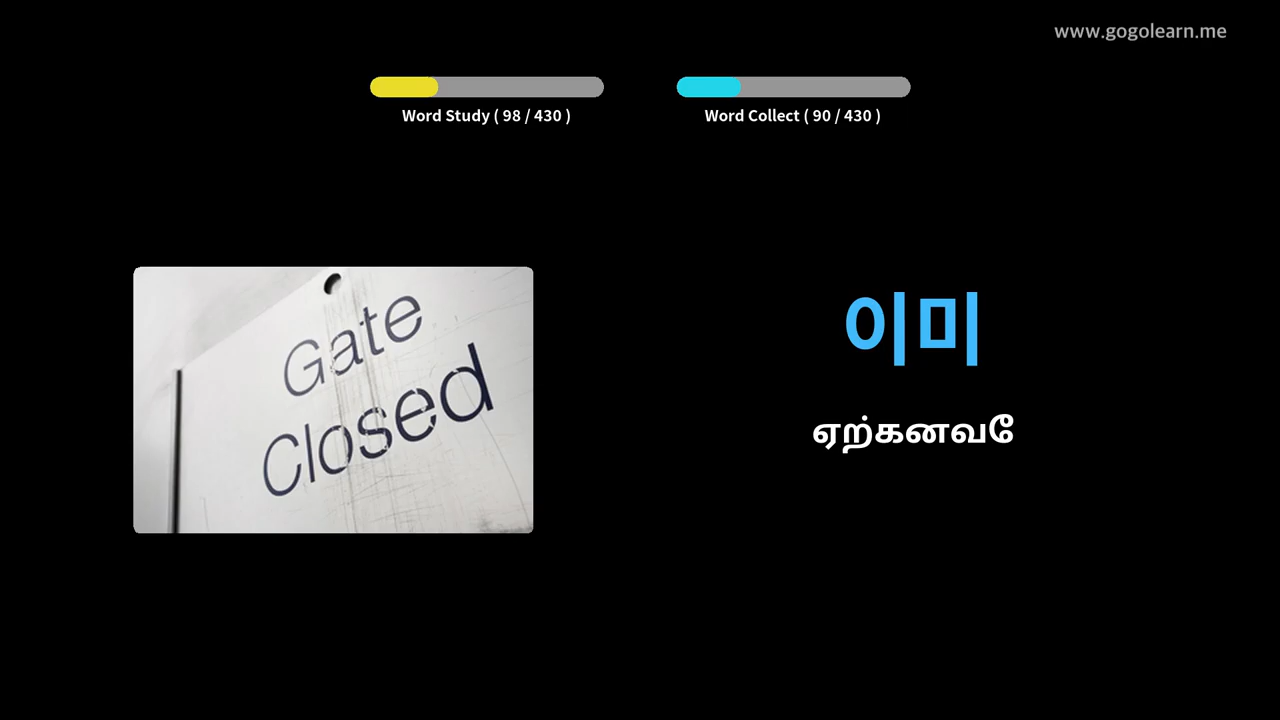 www.gogolearn.me
Word Study ( 98 / 430 )
Word Collect ( 90 / 430 )
Gate
Closed
이미
ஏற்கனவே